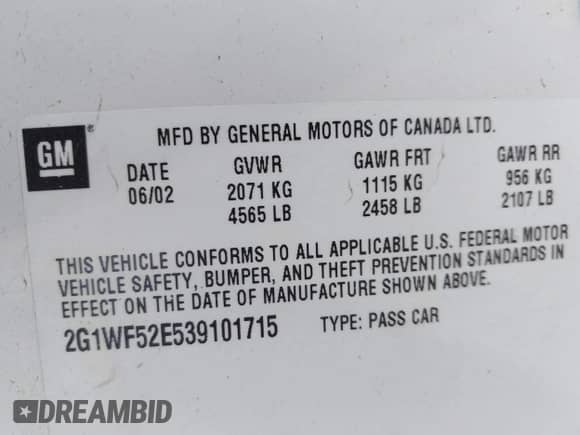 GM ®
MFD BY GENERAL MOTORS OF CANADA LTD.
DATE GVWR GAWR FRT GAWR RR
06/02 2071 KG 1115 KG 956 KG
4565 LB 2458 LB 2107 LB
THIS VEHICLE CONFORMS TO ALL APPLICABLE U.S. FEDERAL MOTOR
VEHICLE SAFETY, BUMPER, AND THEFT PREVENTION STANDARDS IN
EFFECT ON THE DATE OF MANUFACTURE SHOWN ABOVE.
2G1WF52E539101715 TYPE: PASS CAR
DREAMBID